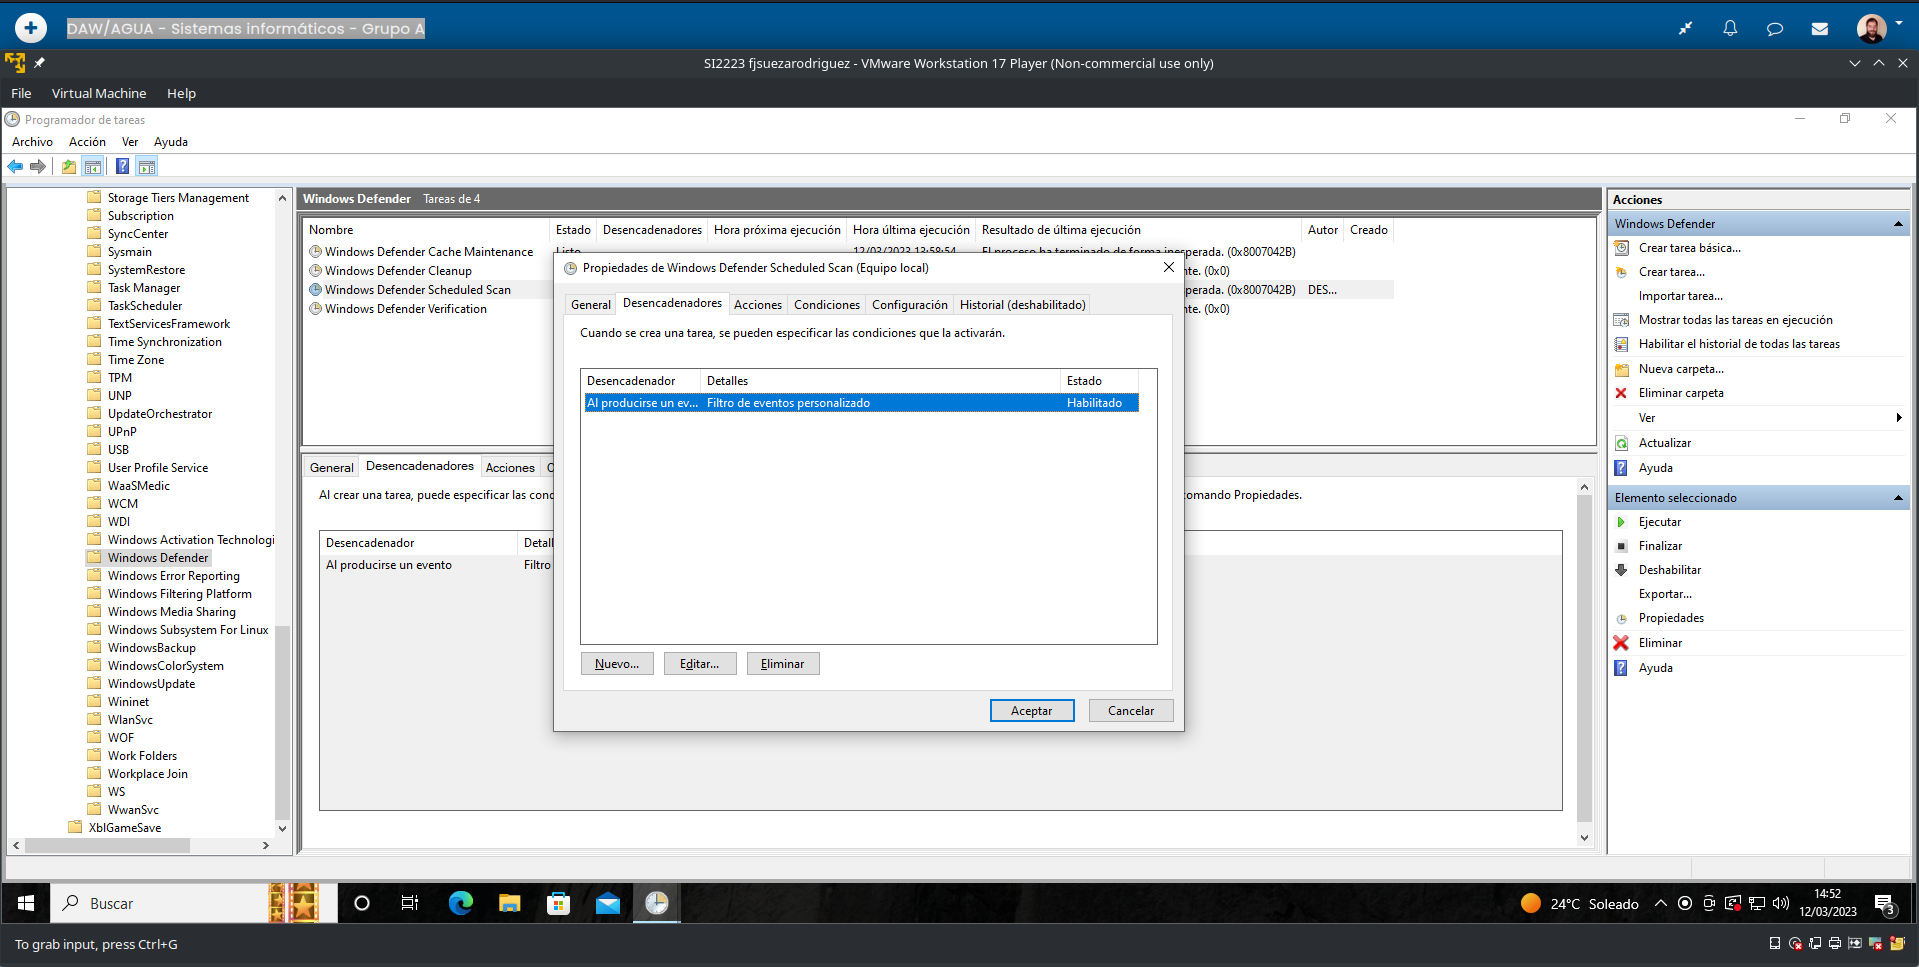 DAW/AGUA - Sistemas informáticos - Grupo A
SI2223 fjsuezarodriguez - VMware Workstation 17 Player (Non-commercial use only)
File Virtual Machine Help
Programador de tareas
Archivo Acción Ver Ayuda
Storage Tiers Management
Subscription
SyncCenter
Sysmain
SystemRestore
Task Manager
TaskScheduler
TextServicesFramework
Time Synchronization
Time Zone
TPM
UNP
UpdateOrchestrator
UPnP
USB
User Profile Service
WaaSMedic
WCM
WDI
Windows Activation Technologi
Windows Defender
Windows Error Reporting
Windows Filtering Platform
Windows Media Sharing
Windows Subsystem For Linux
WindowsBackup
WindowsColorSystem
WindowsUpdate
Wininet
WlanSvc
WOF
Work Folders
Workplace Join
WS
WwanSvc
XblGameSave
Windows Defender Tareas de 4
Nombre Estado Desencadenadores Hora próxima ejecución Hora última ejecución Resultado de última ejecución Autor Creado
Windows Defender Cache Maintenance Listo 12/03/2023 13:58:54 El proceso ha terminado de forma inesperada. (0x8007042B)
Windows Defender Cleanup nte. (0x0)
Windows Defender Scheduled Scan perada. (0x8007042B) DES...
Windows Defender Verification nte. (0x0)
Propiedades de Windows Defender Scheduled Scan (Equipo local)
General Desencadenadores Acciones Condiciones Configuración Historial (deshabilitado)
Cuando se crea una tarea, se pueden especificar las condiciones que la activarán.
Desencadenador Detalles Estado
Al producirse un ev... Filtro de eventos personalizado Habilitado
Nuevo... Editar... Eliminar
Aceptar Cancelar
General Desencadenadores Acciones C
Al crear una tarea, puede especificar las cond comando Propiedades.
Desencadenador Detall
Al producirse un evento Filtro
Acciones
Windows Defender
Crear tarea básica...
Crear tarea...
Importar tarea...
Mostrar todas las tareas en ejecución
Habilitar el historial de todas las tareas
Nueva carpeta...
Eliminar carpeta
Ver
Actualizar
Ayuda
Elemento seleccionado
Ejecutar
Finalizar
Deshabilitar
Exportar...
Propiedades
Eliminar
Ayuda
Buscar
24°C Soleado
14:52
12/03/2023
3
To grab input, press Ctrl+G